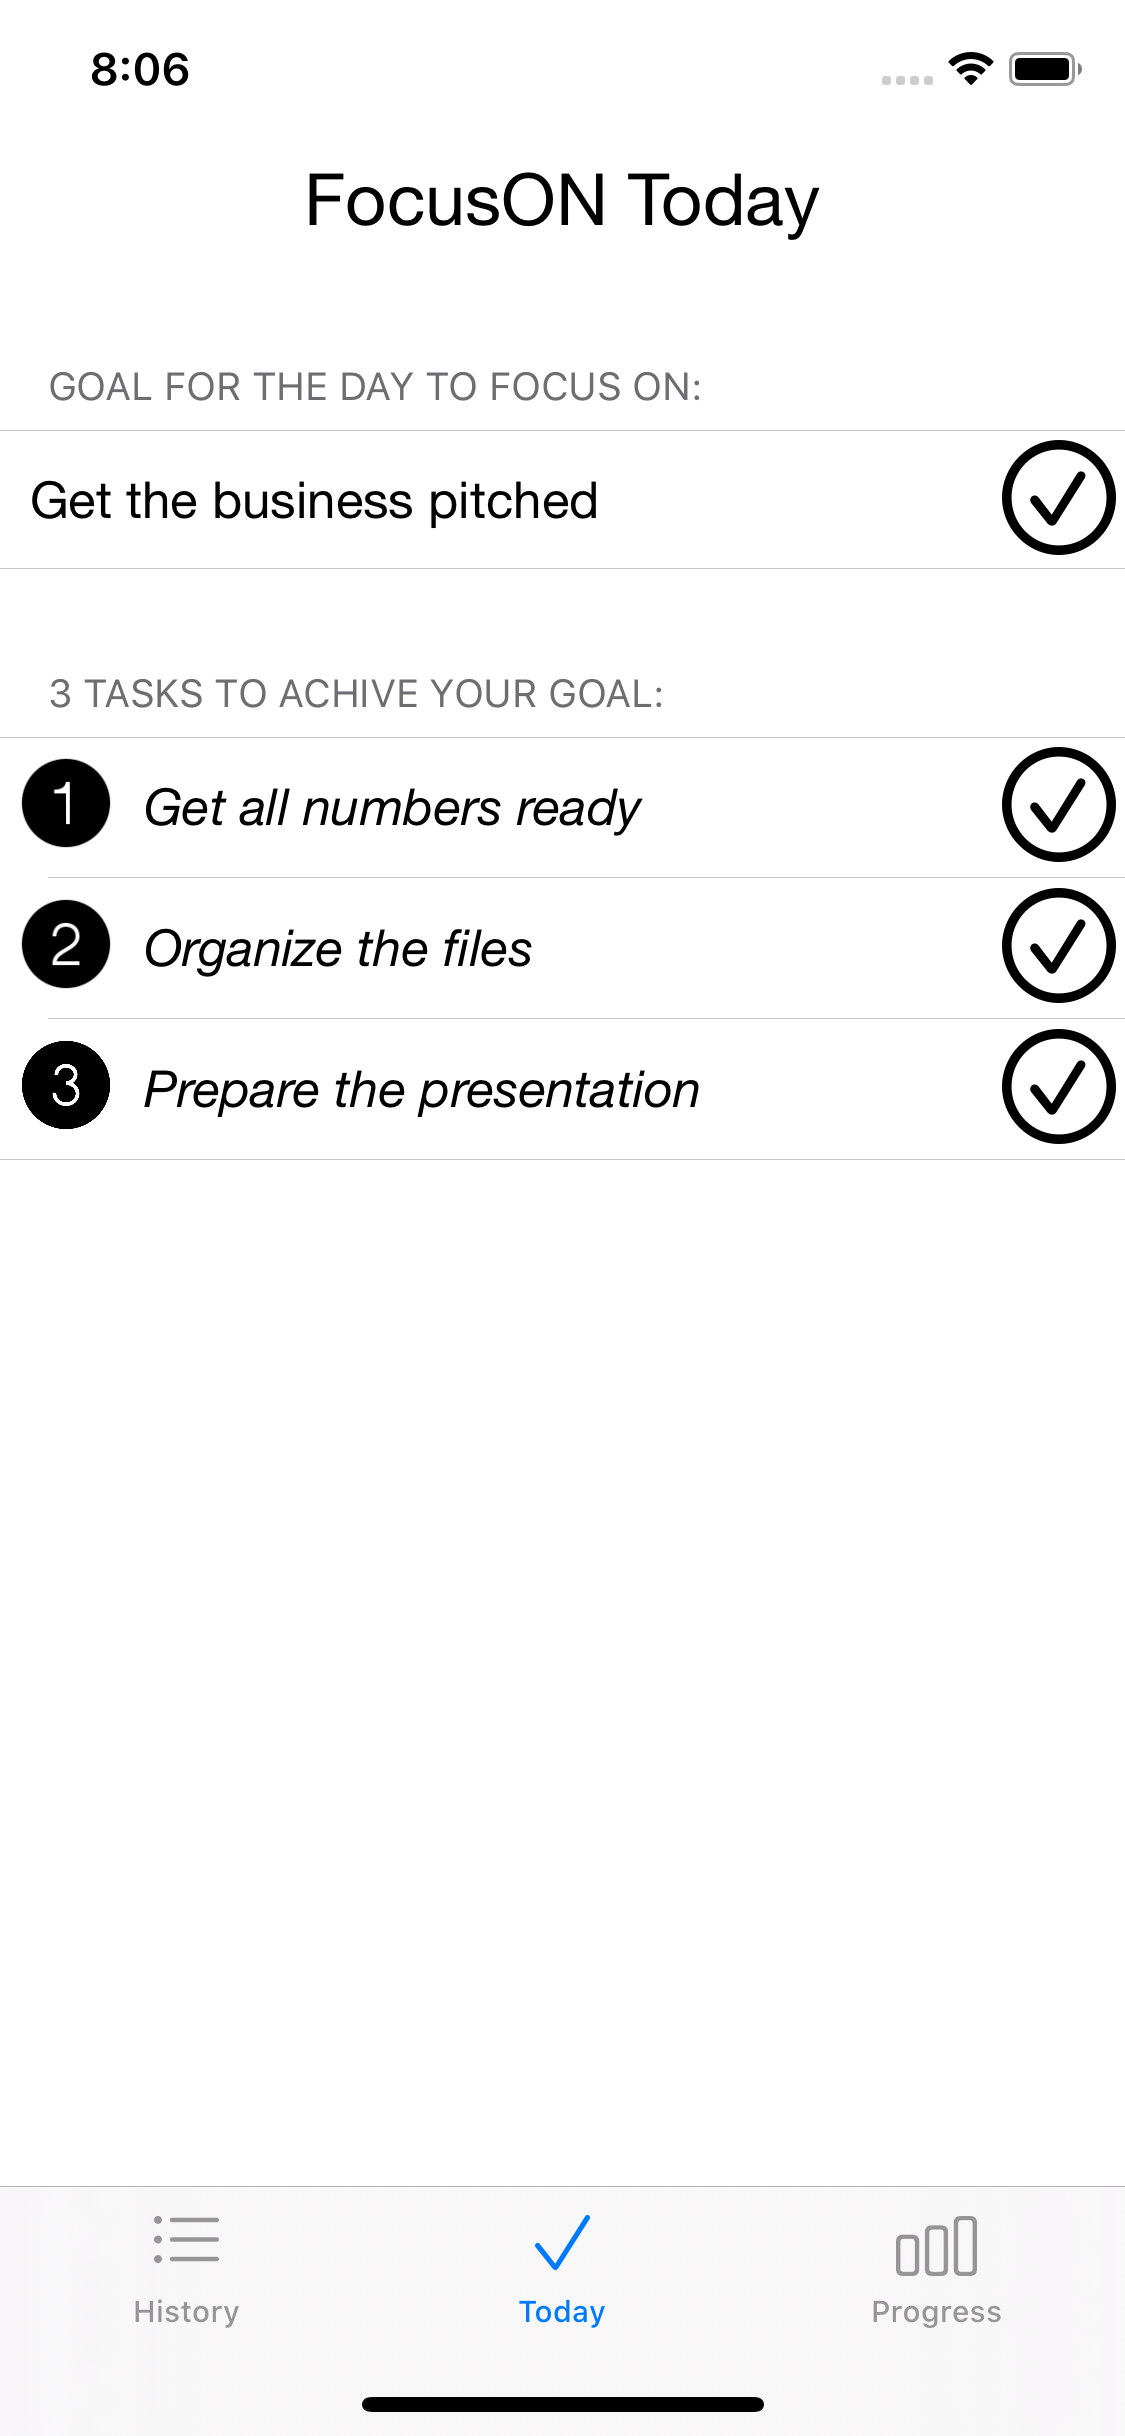 8:06
FocusON Today
GOAL FOR THE DAY TO FOCUS ON:
Get the business pitched
3 TASKS TO ACHIVE YOUR GOAL:
1 Get all numbers ready
2 Organize the files
3 Prepare the presentation
History Today Progress